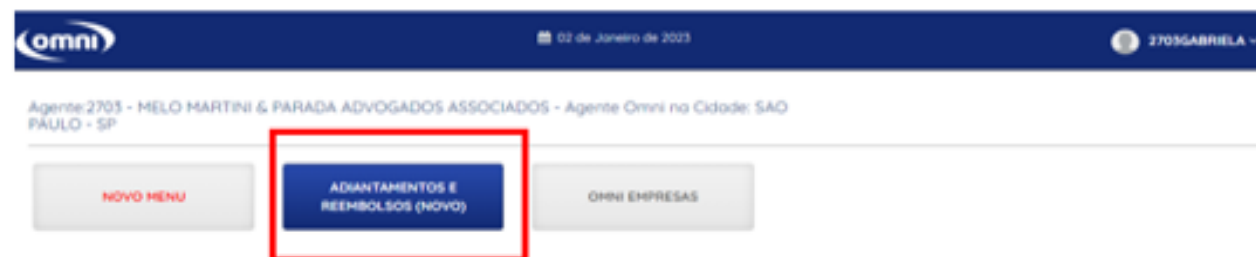 omni
02 de Janeiro de 2023
2703GABRIELA
Agente:2703 - MELO MARTINI & PARADA ADVOGADOS ASSOCIADOS - Agente Omni na Cidade: SAO
PAULO - SP
NOVO MENU
ADIANTAMENTOS E
REEMBOLSOS (NOVO)
OMNI EMPRESAS